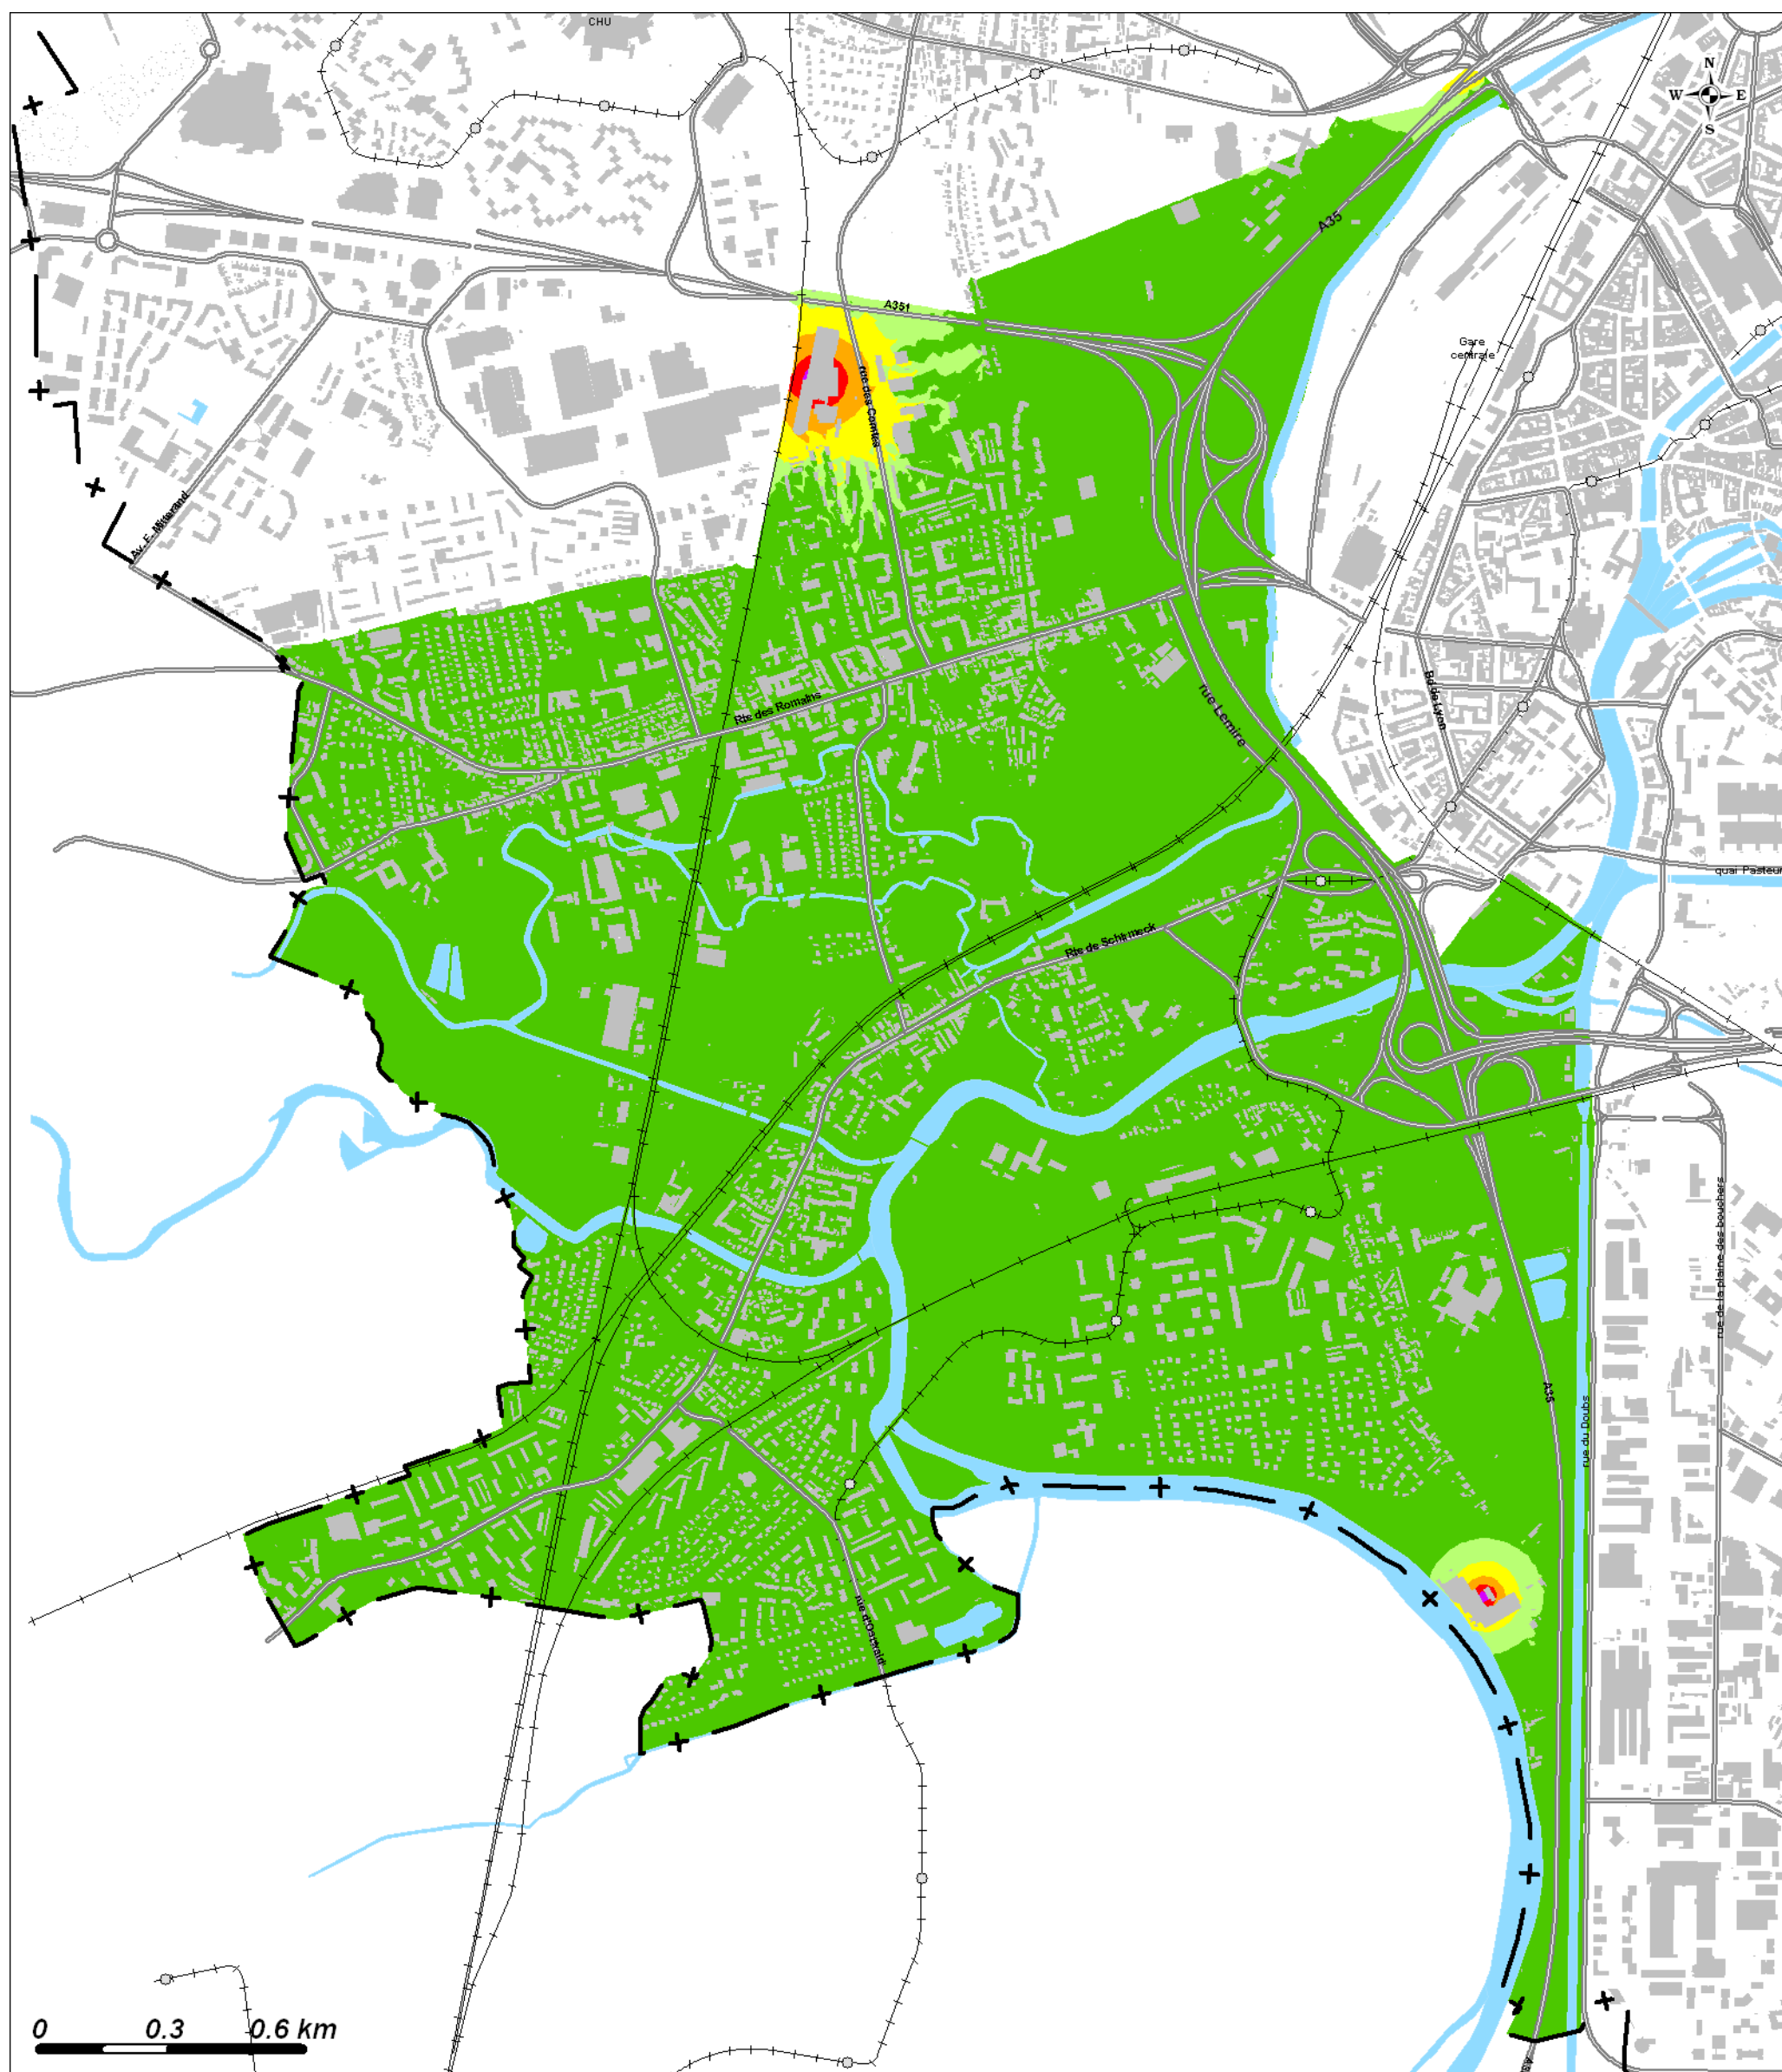 CHU
N
W E
S
A35
A351
Gare
centrale
rue des Comtes
Av. F. Mitterand
Rte des Romains
rue Lemire
Bd de Lyon
quai Pasteur
Rte de Schirmeck
rue de la plaine des bouchers
A35
rue du Doubs
rue d'Ostwald
0 0.3 0.6 km